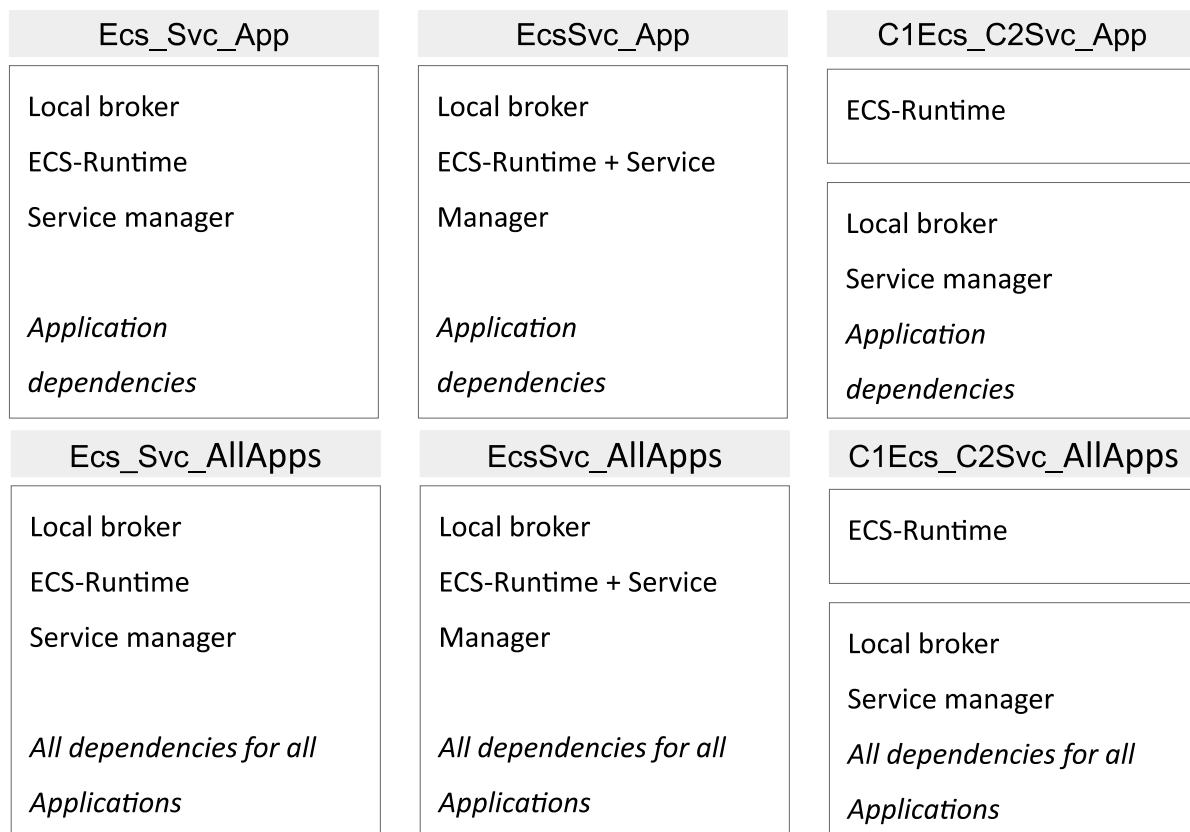 Ecs_Svc_App
Local broker
ECS-Runtime
Service manager
Application
dependencies
EcsSvc_App
Local broker
ECS-Runtime + Service
Manager
Application
dependencies
C1Ecs_C2Svc_App
ECS-Runtime
Local broker
Service manager
Application
dependencies
Ecs_Svc_AllApps
Local broker
ECS-Runtime
Service manager
All dependencies for all
Applications
EcsSvc_AllApps
Local broker
ECS-Runtime + Service
Manager
All dependencies for all
Applications
C1Ecs_C2Svc_AllApps
ECS-Runtime
Local broker
Service manager
All dependencies for all
Applications